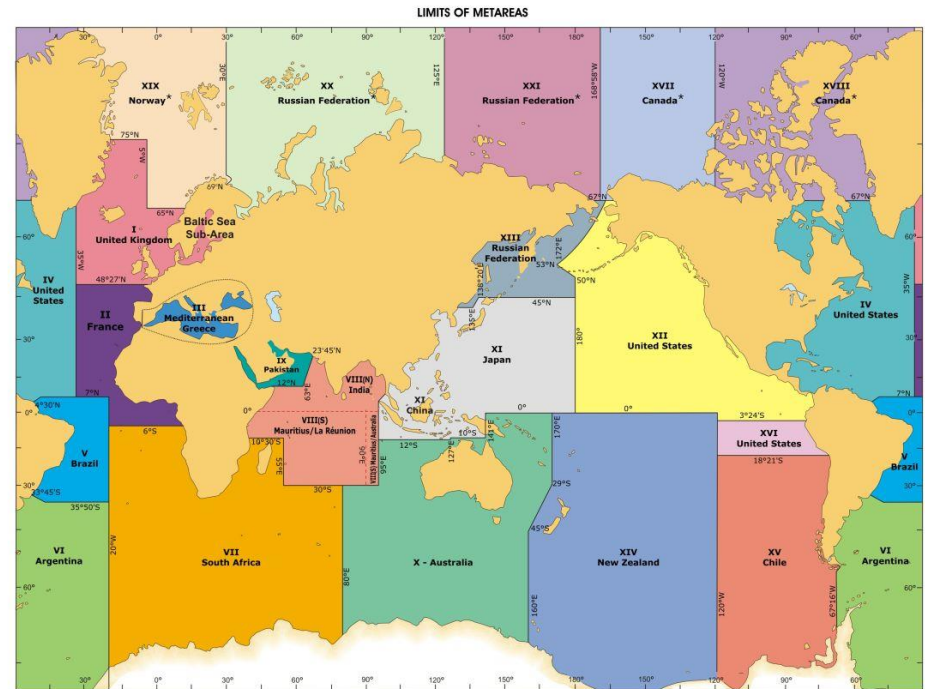 LIMITS OF METAREAS
30° 0° 30° 60° 90° 120° 150° 180° 150° 120° 90° 60°
XIX
Norway*
30°E
XX
Russian Federation*
125°E
XXI
Russian Federation*
168°58'W
XVII
Canada*
120°W
XVIII
Canada*
75°N
5°W
69°N
65°N
67°N
67°N
60°
I
United Kingdom
Baltic Sea
Sub-Area
35°W
48°27'N
XIII
Russian
Federation
172°E
53°N
138°20'E
50°N
45°N
135°E
60°
35°W
IV
United
States
II
France
III
Mediterranean
Greece
IX
Pakistan
23°45'N
12°N
63°E
VIII(N)
India
XI
Japan
180°
XII
United States
IV
United States
30°
30°
7°N
4°30'N
0°
6°S
0°
VIII(S)
Mauritius/La Réunion
VIII(S) Mauritius/Australia
90°E
95°E
10°30'S
55°E
30°S
XI
China
12°S
127°E
10°S
141°E
0°
170°E
0°
3°24'S
XVI
United States
18°21'S
7°N
0°
V
Brazil
V
Brazil
30°
33°45'S
35°50'S
29°S
45°S
30°
VI
Argentina
20°W
VII
South Africa
80°E
X - Australia
160°E
XIV
New Zealand
120°W
XV
Chile
67°16'W
VI
Argentina
60°
60°
30° 0° 30° 60° 90° 120° 150° 180° 150° 120° 90° 60°